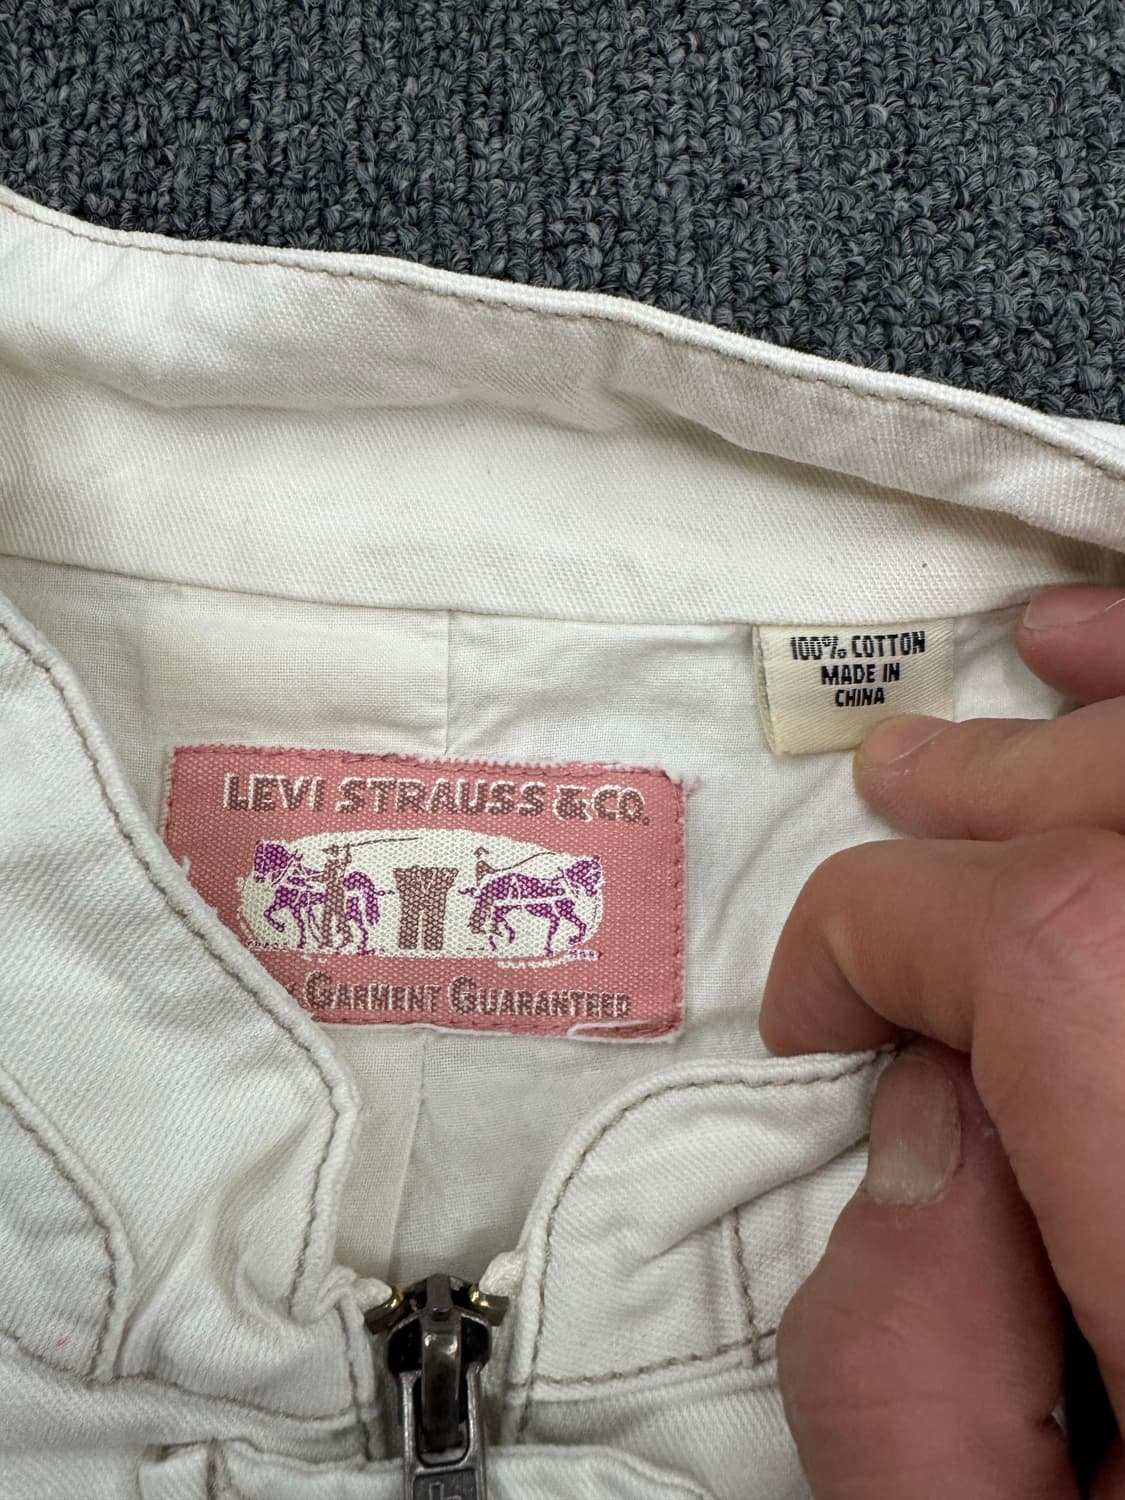 100% COTTON
MADE IN
CHINA
LEVI STRAUSS & CO.
GARMENT GUARANTEED